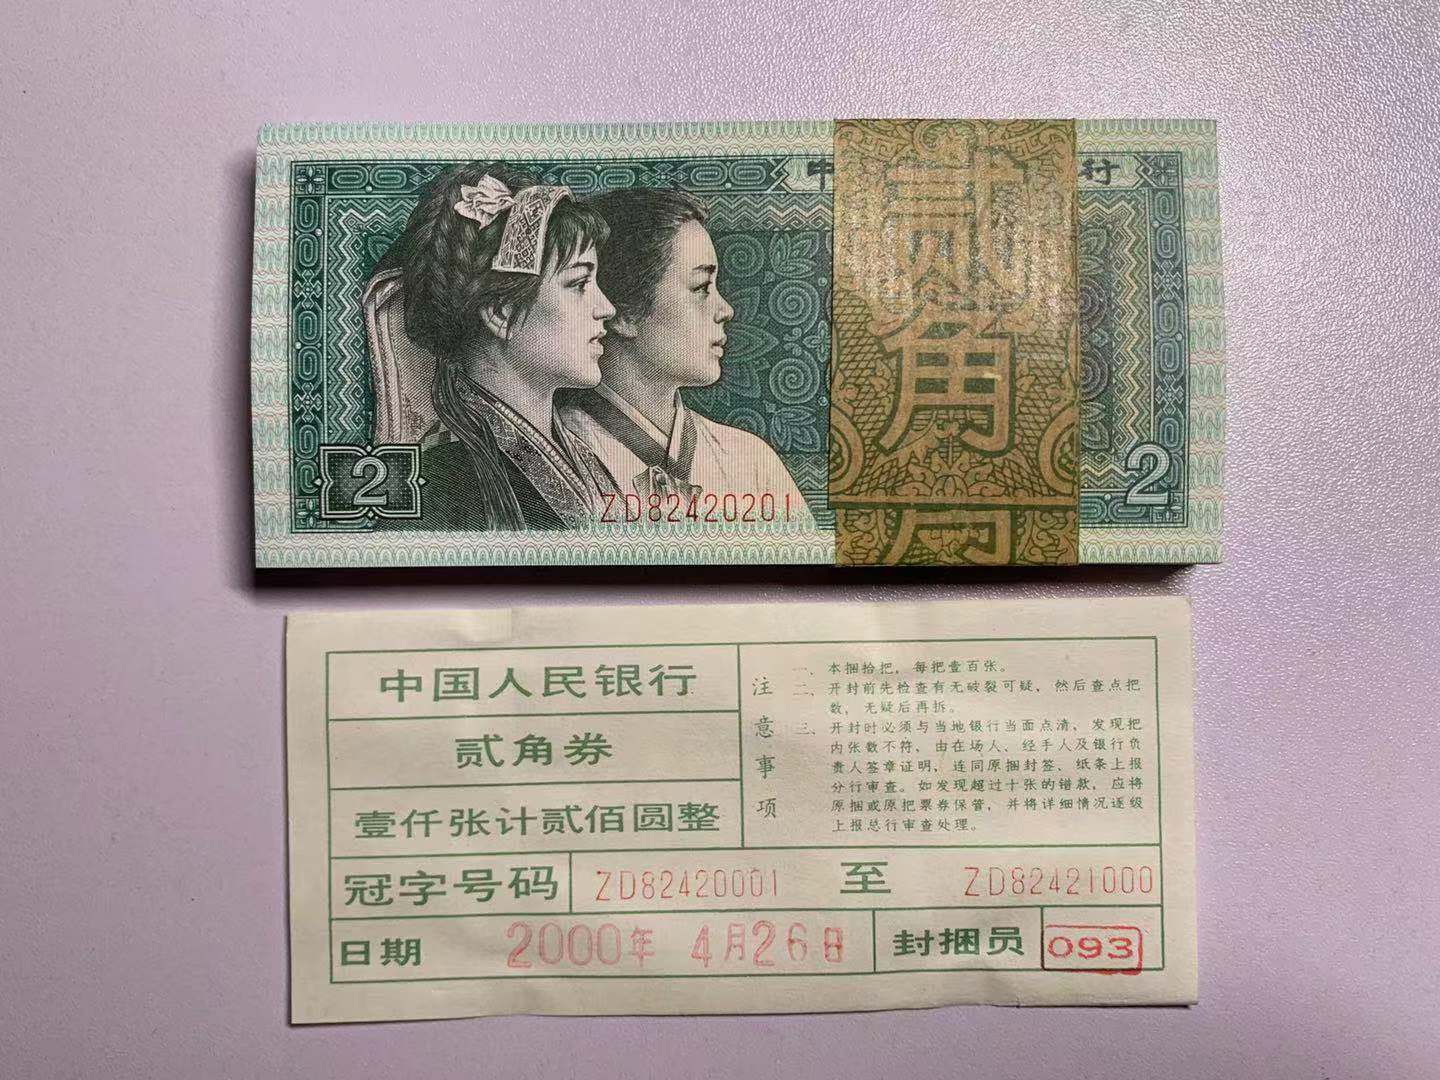 中
行
贰角
2
2
ZD82420201
角
中国人民银行
贰角券
壹仟张计贰佰圆整
注意事项
一、本捆拾把，每把壹百张。
二、开封前先检查有无破裂可疑，然后查点把
数，无疑后再拆。
三、开封时必须与当地银行当面点清，发现把
内张数不符，由在场人、经手人及银行负
责人签章证明，连同原捆封签、纸条上报
分行审查。如发现超过十张的错款，应将
原捆或原把票券保管，并将详细情况逐级
上报总行审查处理。
冠字号码 ZD82420001 至 ZD82421000
日期 2000年 4月26日 封捆员 093